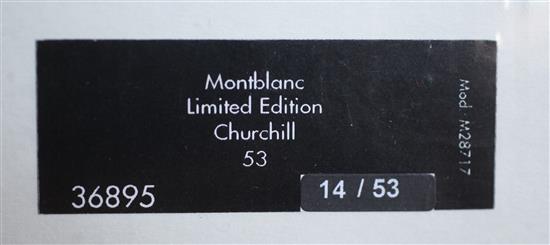 Montblanc
Limited Edition
Churchill
53
36895
14 / 53
Mod. M28717